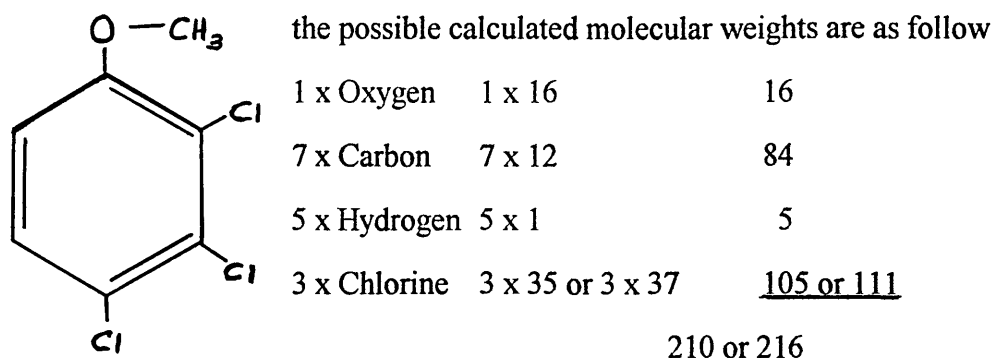 O—CH3 the possible calculated molecular weights are as follow
1 x Oxygen 1 x 16 16
Cl
7 x Carbon 7 x 12 84
5 x Hydrogen 5 x 1 5
Cl 3 x Chlorine 3 x 35 or 3 x 37 105 or 111
Cl 210 or 216